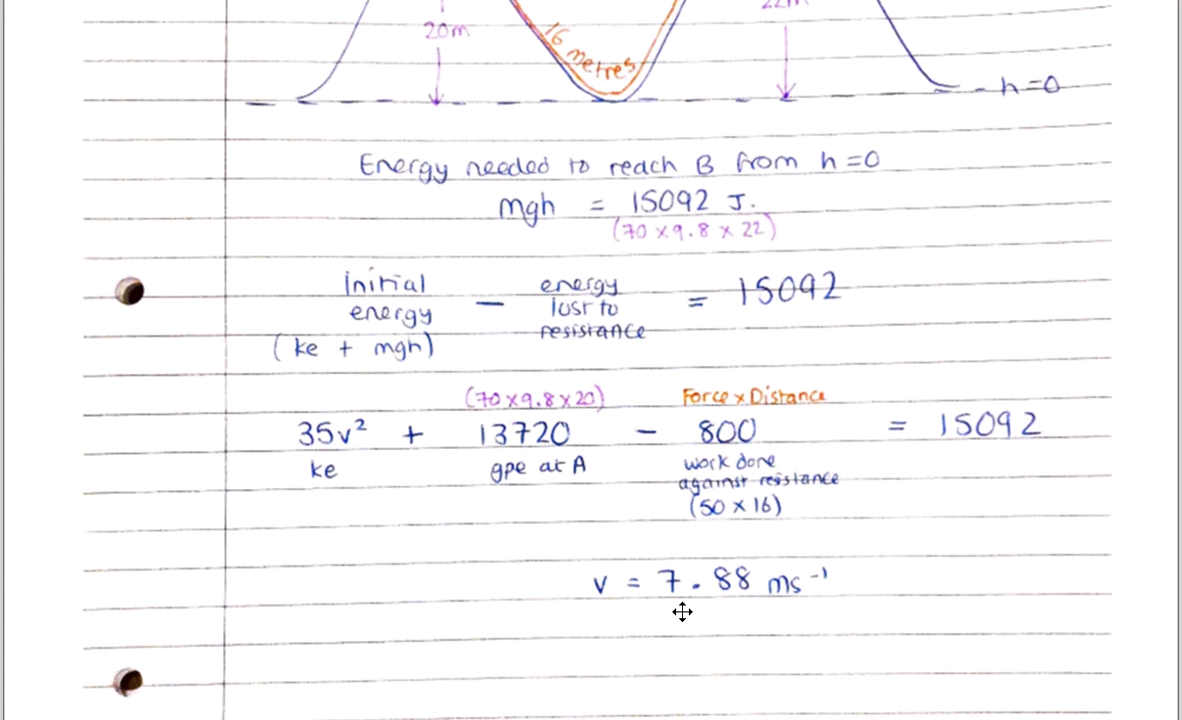 20m
16 metres
22m
h=0
Energy needed to reach B from h=0
mgh = 15092 J.
(70 x 9.8 x 22)
initial energy (ke + mgh) − energy lost to resistance = 15092
(70 x 9.8 x 20) Force x Distance
35v² + 13720 − 800 = 15092
ke gpe at A work done against resistance (50 x 16)
v = 7.88 ms⁻¹